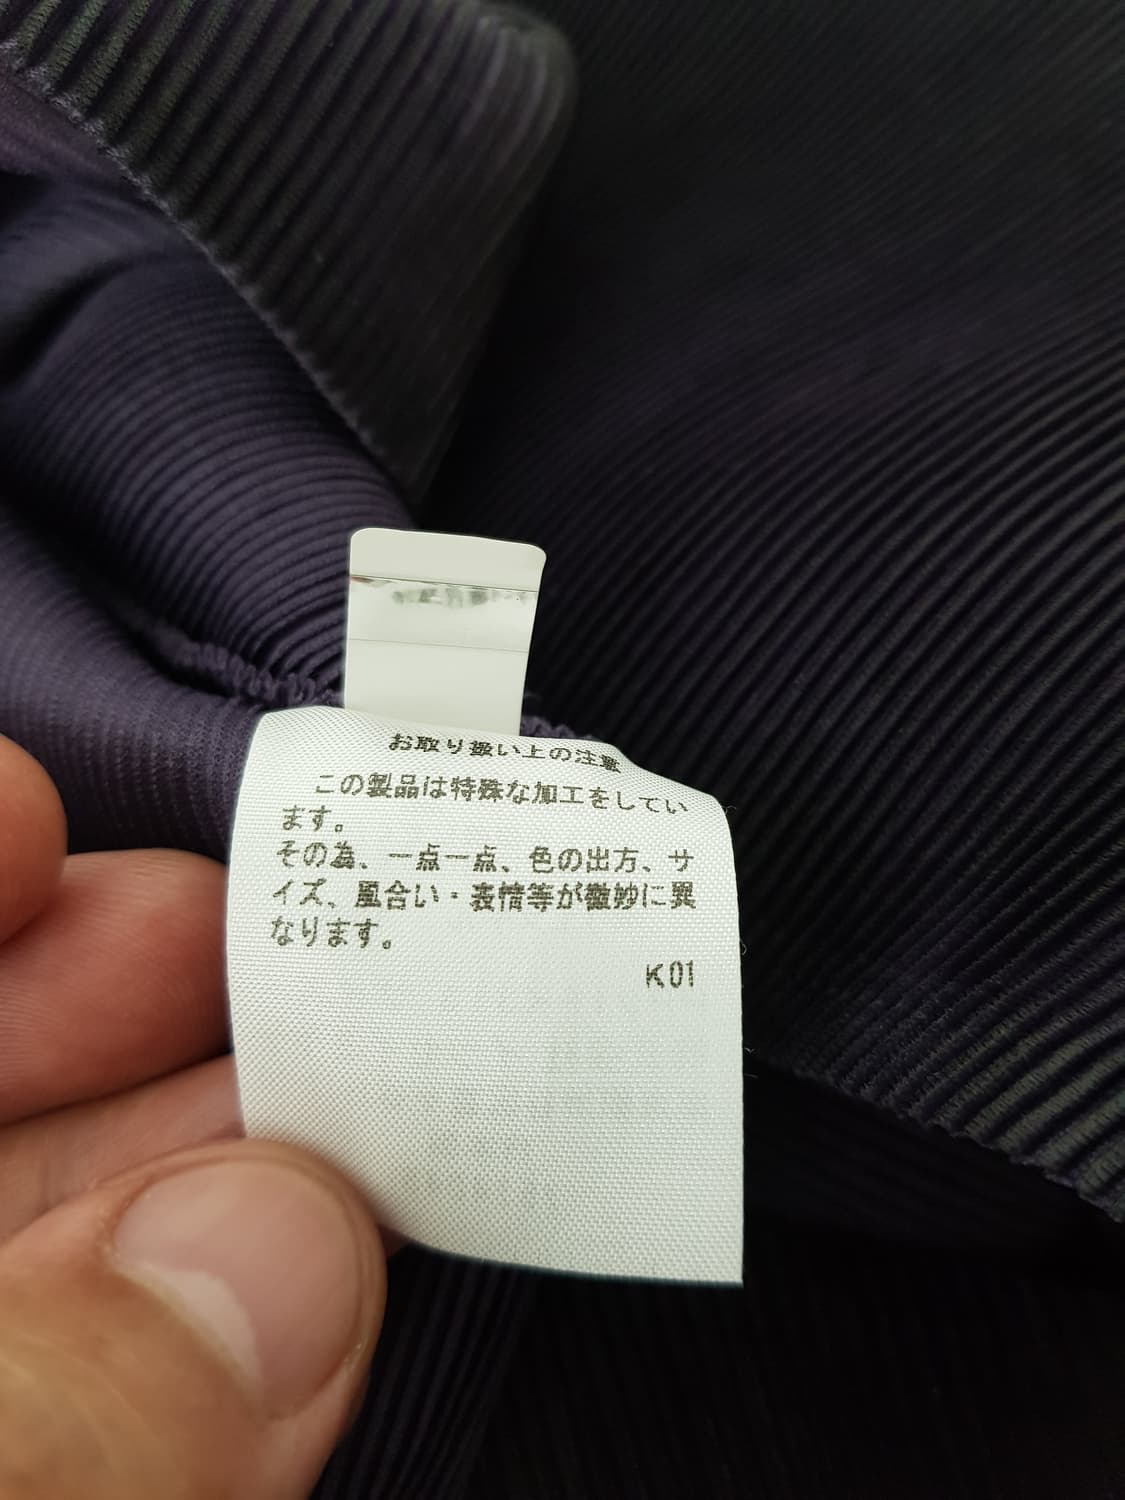 お取り扱い上の注意
この製品は特殊な加工をしてい
ます。
その為、一点一点、色の出方、サ
イズ、風合い・表情等が微妙に異
なります。
K01